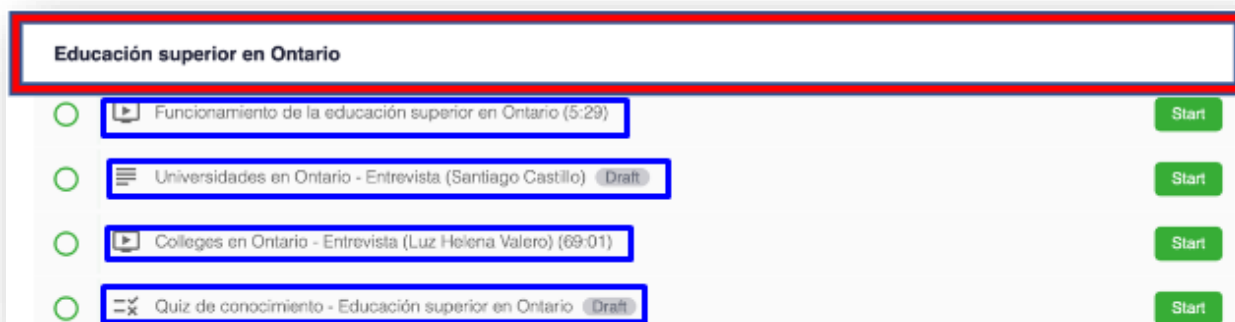 Educación superior en Ontario
Funcionamiento de la educación superior en Ontario (5:29) Start
Universidades en Ontario - Entrevista (Santiago Castillo) Draft Start
Colleges en Ontario - Entrevista (Luz Helena Valero) (69:01) Start
Quiz de conocimiento - Educación superior en Ontario Draft Start